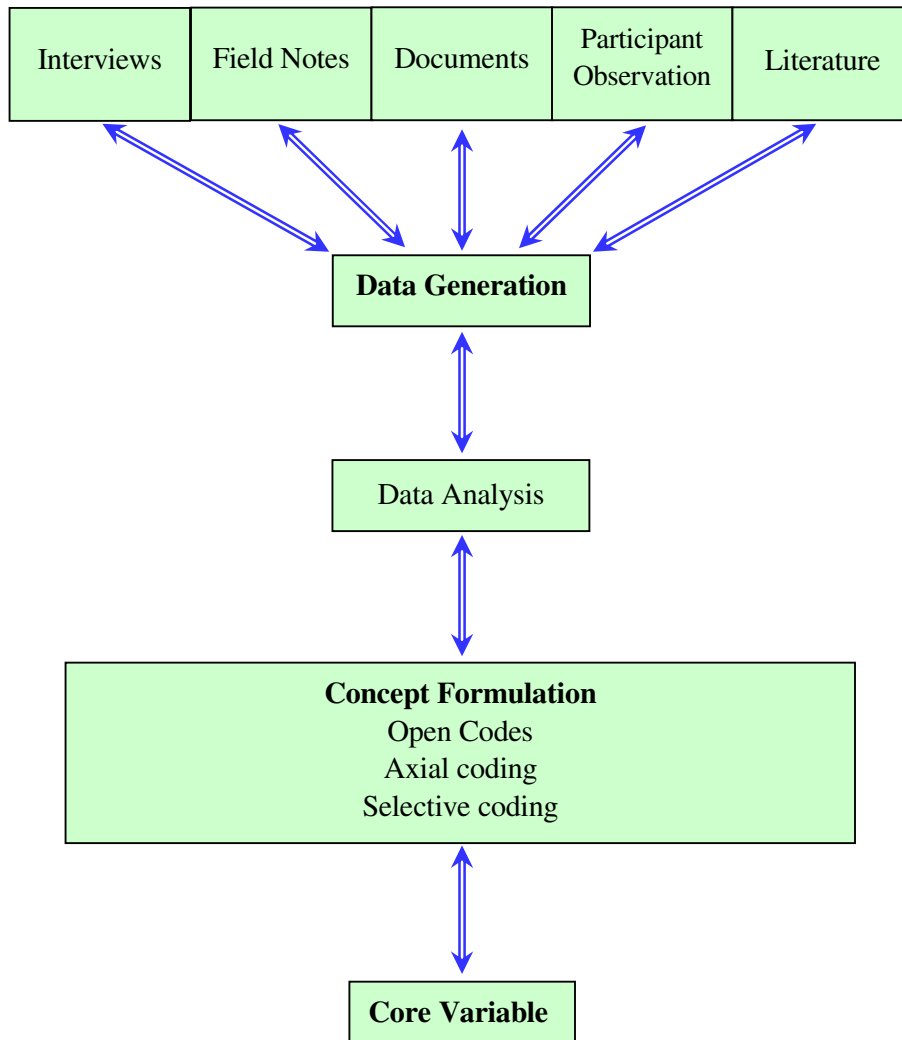 Interviews
Field Notes
Documents
Participant
Observation
Literature
Data Generation
Data Analysis
Concept Formulation
Open Codes
Axial coding
Selective coding
Core Variable